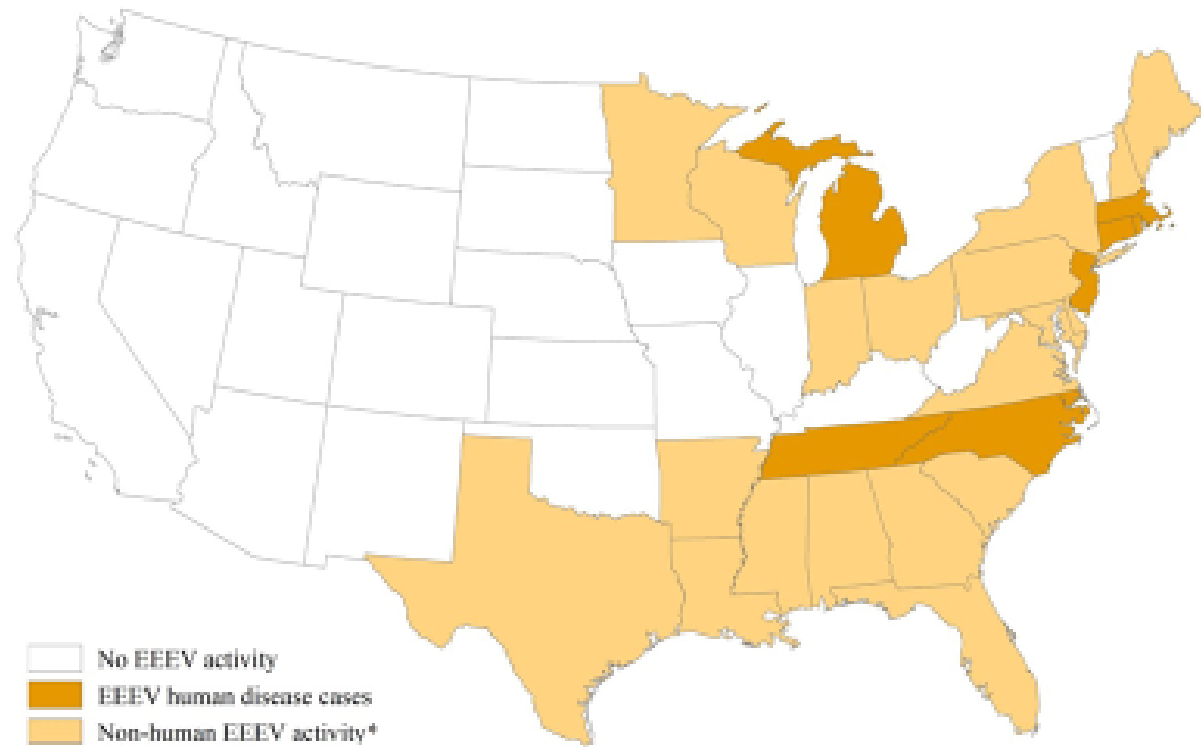 No EEEV activity
EEEV human disease cases
Non-human EEEV activity*